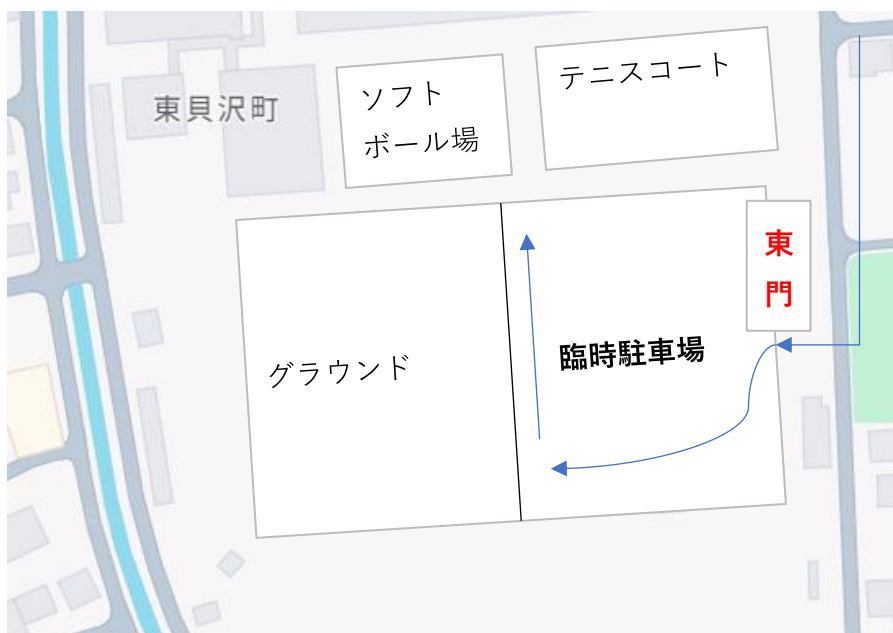 東貝沢町
ソフト
ボール場
テニスコート
東
門
グラウンド
臨時駐車場